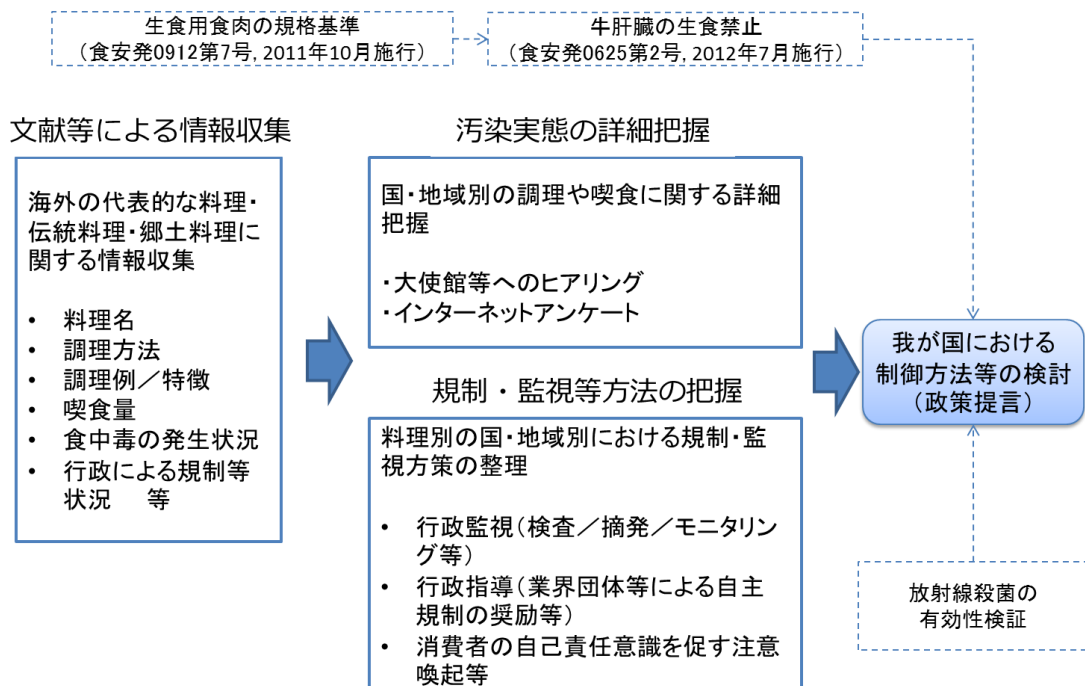 生食用食肉の規格基準
（食安発0912第7号, 2011年10月施行）
牛肝臓の生食禁止
（食安発0625第2号, 2012年7月施行）
文献等による情報収集
海外の代表的な料理・
伝統料理・郷土料理に
関する情報収集
• 料理名
• 調理方法
• 調理例／特徴
• 喫食量
• 食中毒の発生状況
• 行政による規制等
状況　等
汚染実態の詳細把握
国・地域別の調理や喫食に関する詳細
把握
・大使館等へのヒアリング
・インターネットアンケート
規制・監視等方法の把握
料理別の国・地域別における規制・監
視方策の整理
• 行政監視（検査／摘発／モニタリン
グ等）
• 行政指導（業界団体等による自主
規制の奨励等）
• 消費者の自己責任意識を促す注意
喚起等
我が国における
制御方法等の検討
（政策提言）
放射線殺菌の
有効性検証